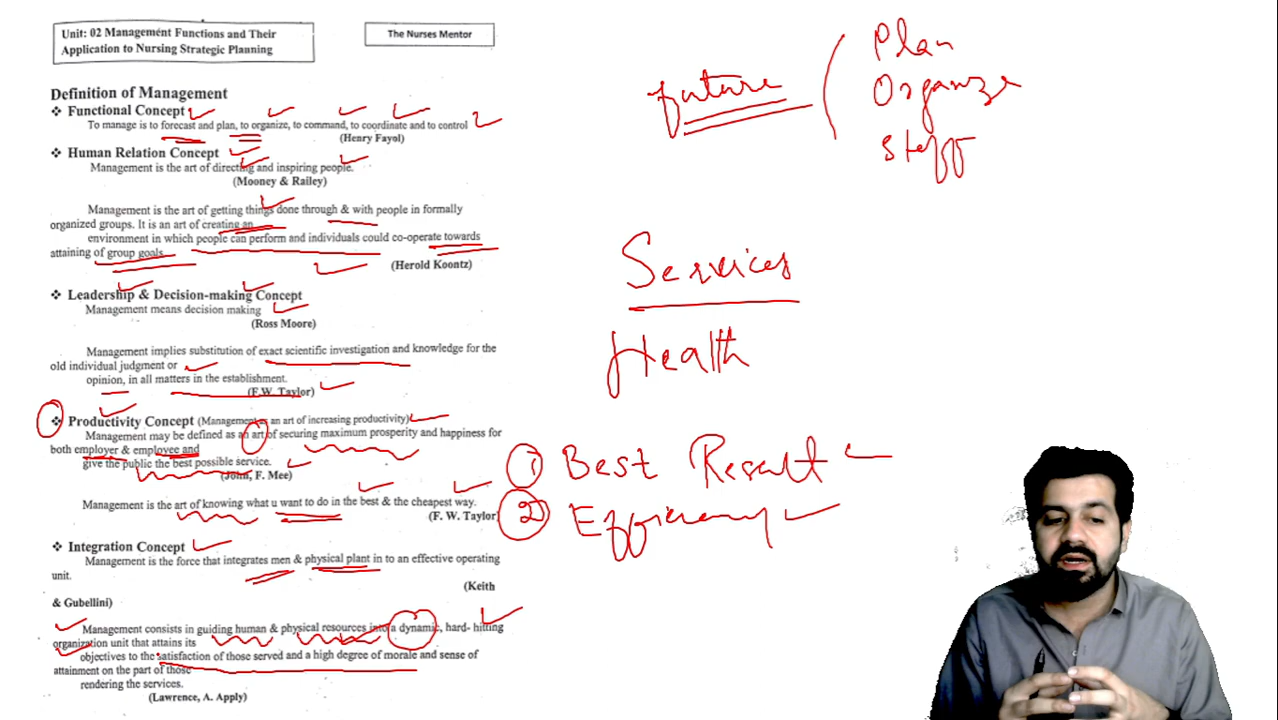 Unit: 02 Management Functions and Their
Application to Nursing Strategic Planning
The Nurses Mentor
Definition of Management
❖ Functional Concept
To manage is to forecast and plan, to organize, to command, to coordinate and to control
(Henry Fayol)
❖ Human Relation Concept
Management is the art of directing and inspiring people.
(Mooney & Railey)
Management is the art of getting things done through & with people in formally
organized groups. It is an art of creating an
environment in which people can perform and individuals could co-operate towards
attaining of group goals.
(Herold Koontz)
❖ Leadership & Decision-making Concept
Management means decision making
(Ross Moore)
Management implies substitution of exact scientific investigation and knowledge for the
old individual judgment or
opinion, in all matters in the establishment.
(F.W. Taylor)
❖ Productivity Concept (Management an art of increasing productivity)
Management may be defined as an art of securing maximum prosperity and happiness for
both employer & employee and
give the public the best possible service.
(John, F. Mee)
Management is the art of knowing what u want to do in the best & the cheapest way.
(F. W. Taylor
❖ Integration Concept
Management is the force that integrates men & physical plant in to an effective operating
unit.
(Keith
& Gubellini)
Management consists in guiding human & physical resources into a dynamic, hard- hitting
organization unit that attains its
objectives to the satisfaction of those served and a high degree of morale and sense of
attainment on the part of those
rendering the services.
(Lawrence, A. Apply)
future
Plan
Organize
Staff
Services
Health
① Best Result
② Efficiency